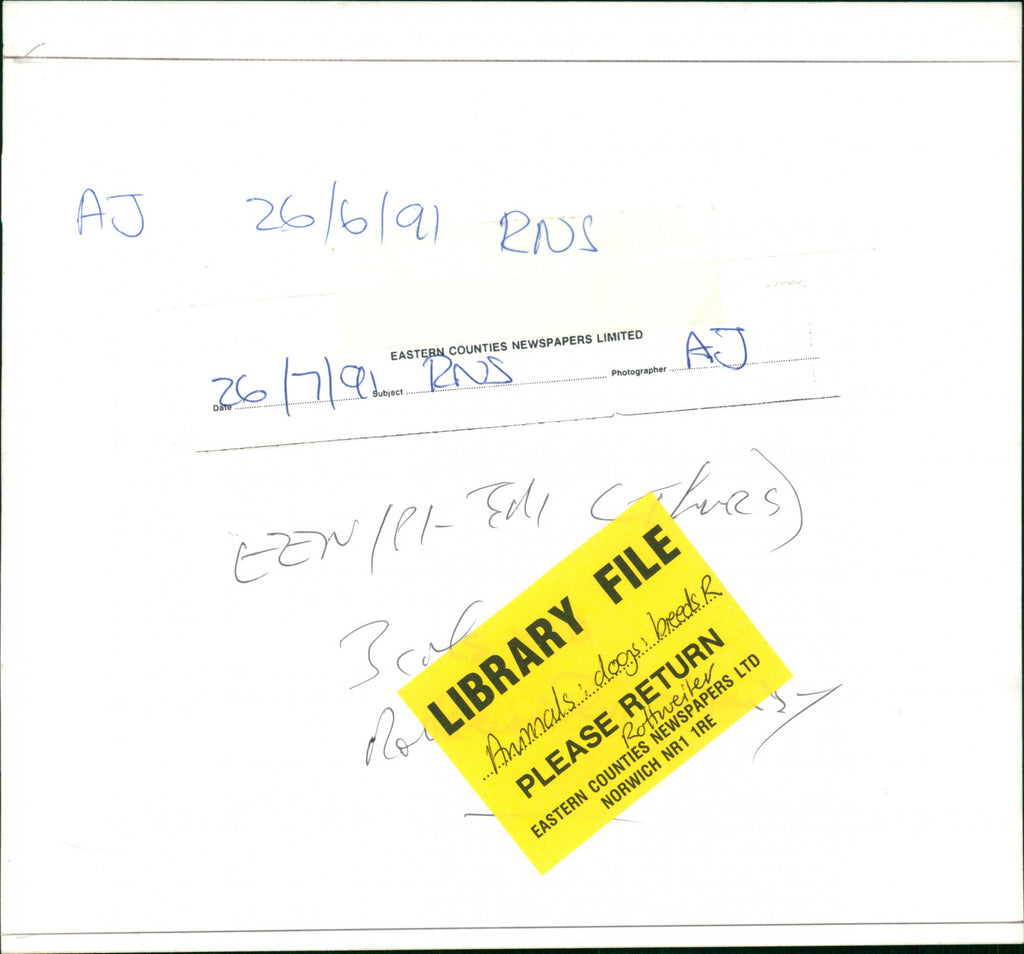 AJ 26/6/91 RNS
EASTERN COUNTIES NEWSPAPERS LIMITED
Date 26/7/91 Subject RNS Photographer AJ
LIBRARY FILE
Animals: dogs: breeds R
PLEASE RETURN
Rottweiler
EASTERN COUNTIES NEWSPAPERS LTD
NORWICH NR1 1RE